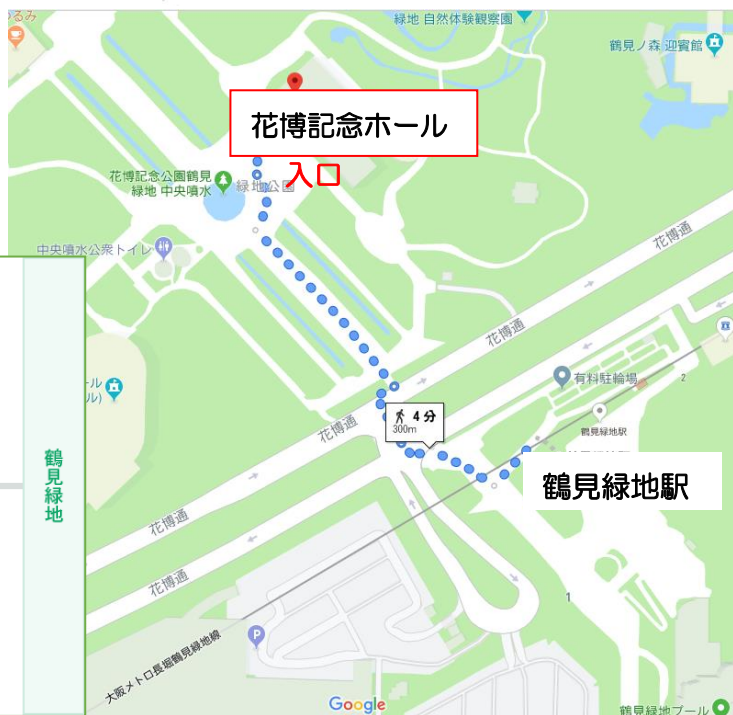 緑地 自然体験観察園
鶴見ノ森 迎賓館
花博記念ホール
入口
花博記念公園鶴見
緑地 中央噴水
緑地公園
中央噴水公衆トイレ
花博通
花博通
有料駐輪場
2
4 分
300m
鶴見緑地駅
花博通
鶴見緑地駅
鶴見緑地
花博通
花博通
1
P
大阪メトロ長堀鶴見緑地線
Google
鶴見緑地プール